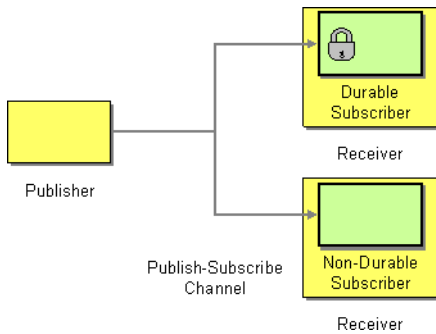 Durable
Subscriber
Receiver
Publisher
Publish-Subscribe
Channel
Non-Durable
Subscriber
Receiver